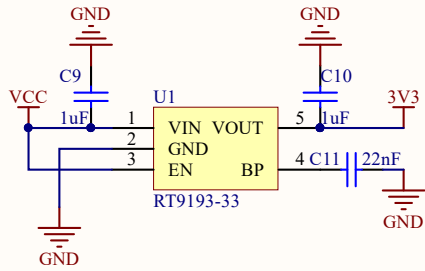 GND GND
C9 C10
VCC U1 3V3
1uF 1 VIN VOUT 5 1uF
2 GND
3 EN BP 4 C11 22nF
RT9193-33
GND GND